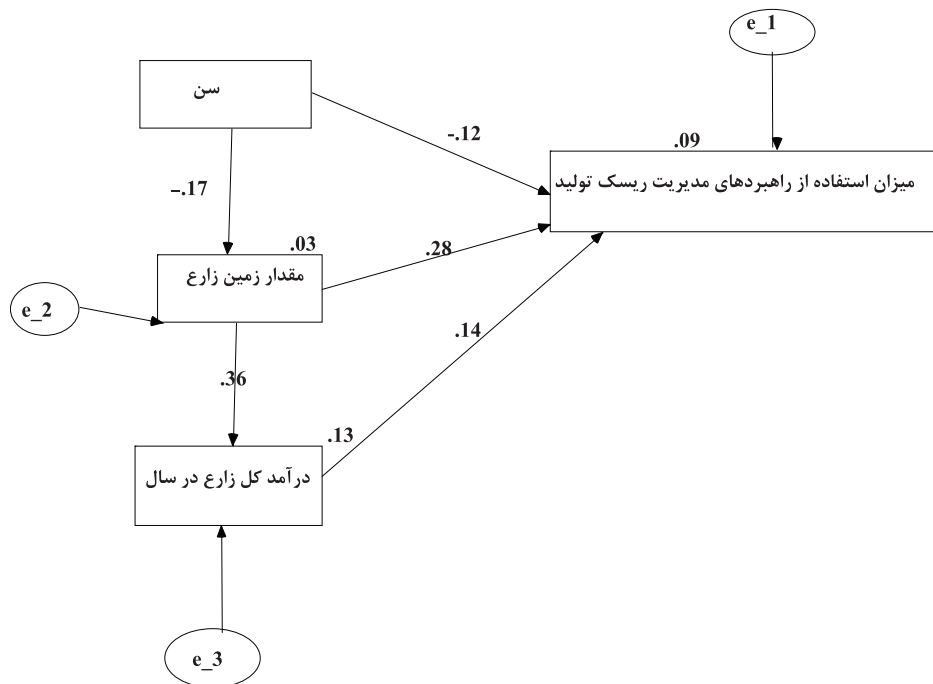 e_1
سن
-.12
.09
میزان استفاده از راهبردهای مدیریت ریسک تولید
-.17
.03
.28
مقدار زمین زارع
e_2
.14
.36
.13
درآمد کل زارع در سال
e_3